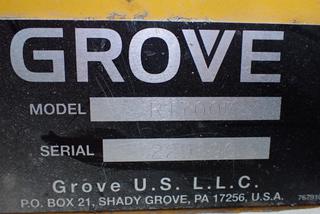 GROVE
MODEL
SERIAL
Grove U.S. L.L.C.
P.O. BOX 21, SHADY GROVE, PA 17256, U.S.A.